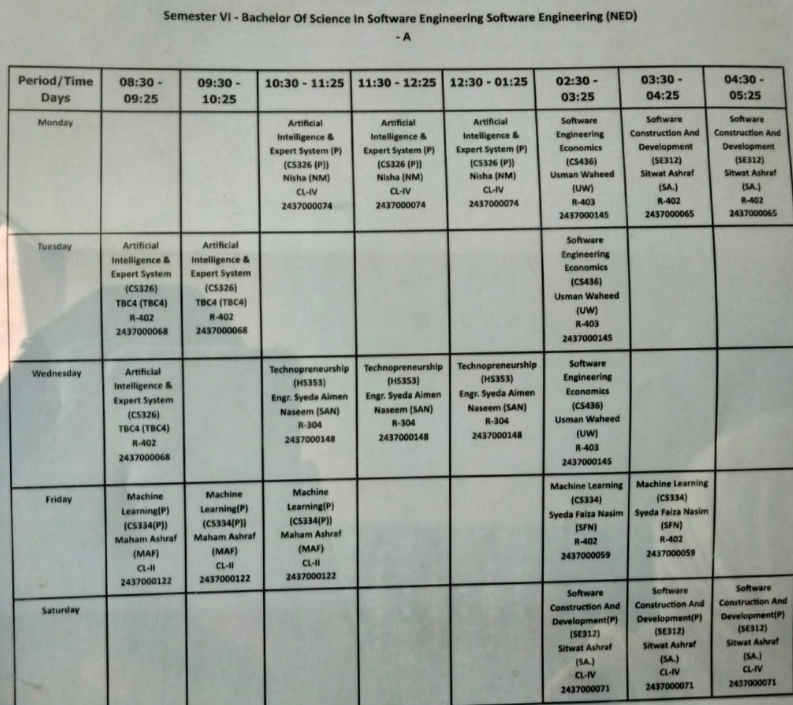 Semester VI - Bachelor Of Science In Software Engineering Software Engineering (NED)
- A
Period/Time
Days
08:30 -
09:25
09:30 -
10:25
10:30 - 11:25
11:30 - 12:25
12:30 - 01:25
02:30 -
03:25
03:30 -
04:25
04:30 -
05:25
Monday
Artificial
Intelligence &
Expert System (P)
(CS326 (P))
Nisha (NM)
CL-IV
2437000074
Artificial
Intelligence &
Expert System (P)
(CS326 (P))
Nisha (NM)
CL-IV
2437000074
Artificial
Intelligence &
Expert System (P)
(CS326 (P))
Nisha (NM)
CL-IV
2437000074
Software
Engineering
Economics
(CS436)
Usman Waheed
(UW)
R-403
2437000145
Software
Construction And
Development
(SE312)
Sitwat Ashraf
(SA.)
R-402
2437000065
Software
Construction And
Development
(SE312)
Sitwat Ashraf
(SA.)
R-402
2437000065
Tuesday
Artificial
Intelligence &
Expert System
(CS326)
TBC4 (TBC4)
R-402
2437000068
Artificial
Intelligence &
Expert System
(CS326)
TBC4 (TBC4)
R-402
2437000068
Software
Engineering
Economics
(CS436)
Usman Waheed
(UW)
R-403
2437000145
Wednesday
Artificial
Intelligence &
Expert System
(CS326)
TBC4 (TBC4)
R-402
2437000068
Technopreneurship
(HS353)
Engr. Syeda Aimen
Naseem (SAN)
R-304
2437000148
Technopreneurship
(HS353)
Engr. Syeda Aimen
Naseem (SAN)
R-304
2437000148
Technopreneurship
(HS353)
Engr. Syeda Aimen
Naseem (SAN)
R-304
2437000148
Software
Engineering
Economics
(CS436)
Usman Waheed
(UW)
R-403
2437000145
Friday
Machine
Learning(P)
(CS334(P))
Maham Ashraf
(MAF)
CL-II
2437000122
Machine
Learning(P)
(CS334(P))
Maham Ashraf
(MAF)
CL-II
2437000122
Machine
Learning(P)
(CS334(P))
Maham Ashraf
(MAF)
CL-II
2437000122
Machine Learning
(CS334)
Syeda Faiza Nasim
(SFN)
R-402
2437000059
Machine Learning
(CS334)
Syeda Faiza Nasim
(SFN)
R-402
2437000059
Saturday
Software
Construction And
Development(P)
(SE312)
Sitwat Ashraf
(SA.)
CL-IV
2437000071
Software
Construction And
Development(P)
(SE312)
Sitwat Ashraf
(SA.)
CL-IV
2437000071
Software
Construction And
Development(P)
(SE312)
Sitwat Ashraf
(SA.)
CL-IV
2437000071